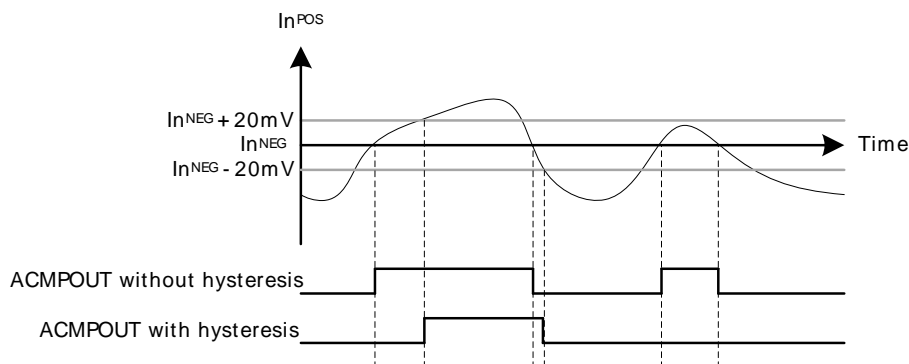 InPOS
InNEG + 20mV
InNEG
InNEG - 20mV
Time
ACMPOUT without hysteresis
ACMPOUT with hysteresis